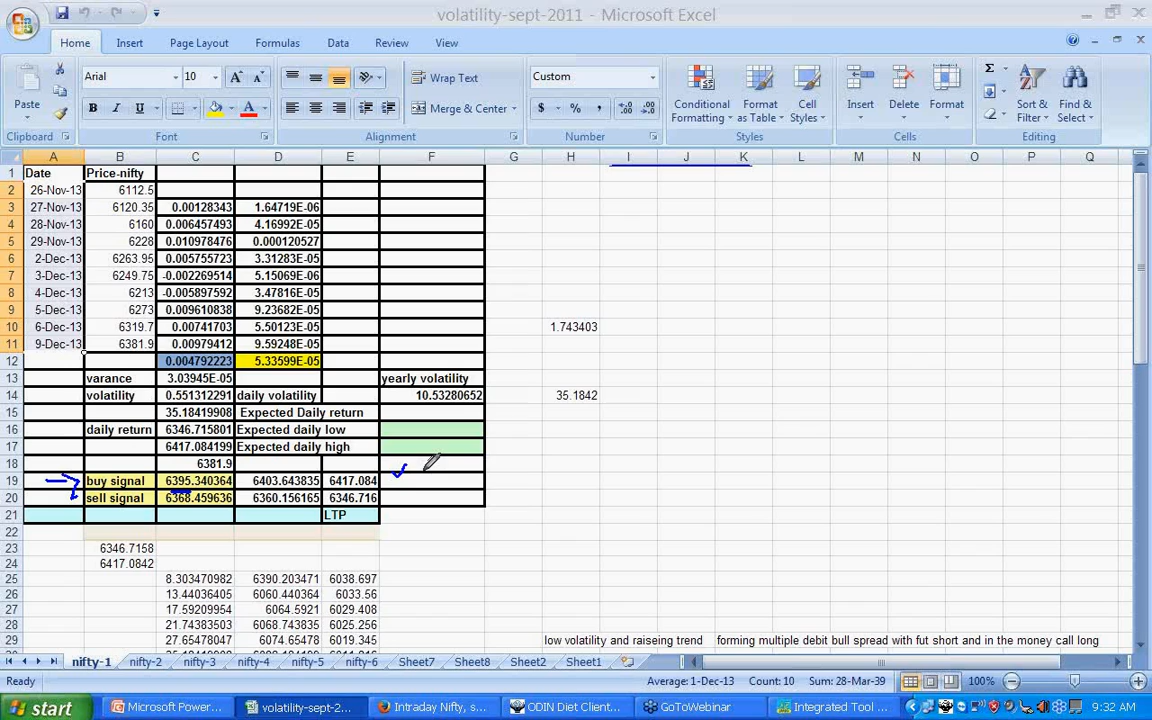 volatility-sept-2011 - Microsoft Excel
Home Insert Page Layout Formulas Data Review View
Arial 10 Wrap Text Custom
Paste B I U Merge & Center $ % , Conditional Formatting Format as Table Cell Styles Insert Delete Format Sort & Filter Find & Select
Clipboard Font Alignment Number Styles Cells Editing
A B C D E F G H I J K L M N O P Q
1 Date Price-nifty
2 26-Nov-13 6112.5
3 27-Nov-13 6120.35 0.00128343 1.64719E-06
4 28-Nov-13 6160 0.006457493 4.16992E-05
5 29-Nov-13 6228 0.010978476 0.000120527
6 2-Dec-13 6263.95 0.005755723 3.31283E-05
7 3-Dec-13 6249.75 -0.002269514 5.15069E-06
8 4-Dec-13 6213 -0.005897592 3.47816E-05
9 5-Dec-13 6273 0.009610838 9.23682E-05
10 6-Dec-13 6319.7 0.00741703 5.50123E-05 1.743403
11 9-Dec-13 6381.9 0.00979412 9.59248E-05
12 0.004792223 5.33599E-05
13 varance 3.03945E-05 yearly volatility
14 volatility 0.551312291 daily volatility 10.53280652 35.1842
15 35.18419908 Expected Daily return
16 daily return 6346.715801 Expected daily low
17 6417.084199 Expected daily high
18 6381.9
19 buy signal 6395.340364 6403.643835 6417.084
20 sell signal 6368.459636 6360.156165 6346.716
21 LTP
22
23 6346.7158
24 6417.0842
25 8.303470982 6390.203471 6038.697
26 13.44036405 6060.440364 6033.56
27 17.59209954 6064.5921 6029.408
28 21.74383503 6068.743835 6025.256
29 27.65478047 6074.65478 6019.345 low volatility and raiseing trend forming multiple debit bull spread with fut short and in the money call long
nifty-1 nifty-2 nifty-3 nifty-4 nifty-5 nifty-6 Sheet7 Sheet8 Sheet2 Sheet1
Ready Average: 1-Dec-13 Count: 10 Sum: 28-Mar-39 100%
start Microsoft Power... volatility-sept-2... Intraday Nifty, s... ODIN Diet Client... GoToWebinar Integrated Tool ... 9:32 AM